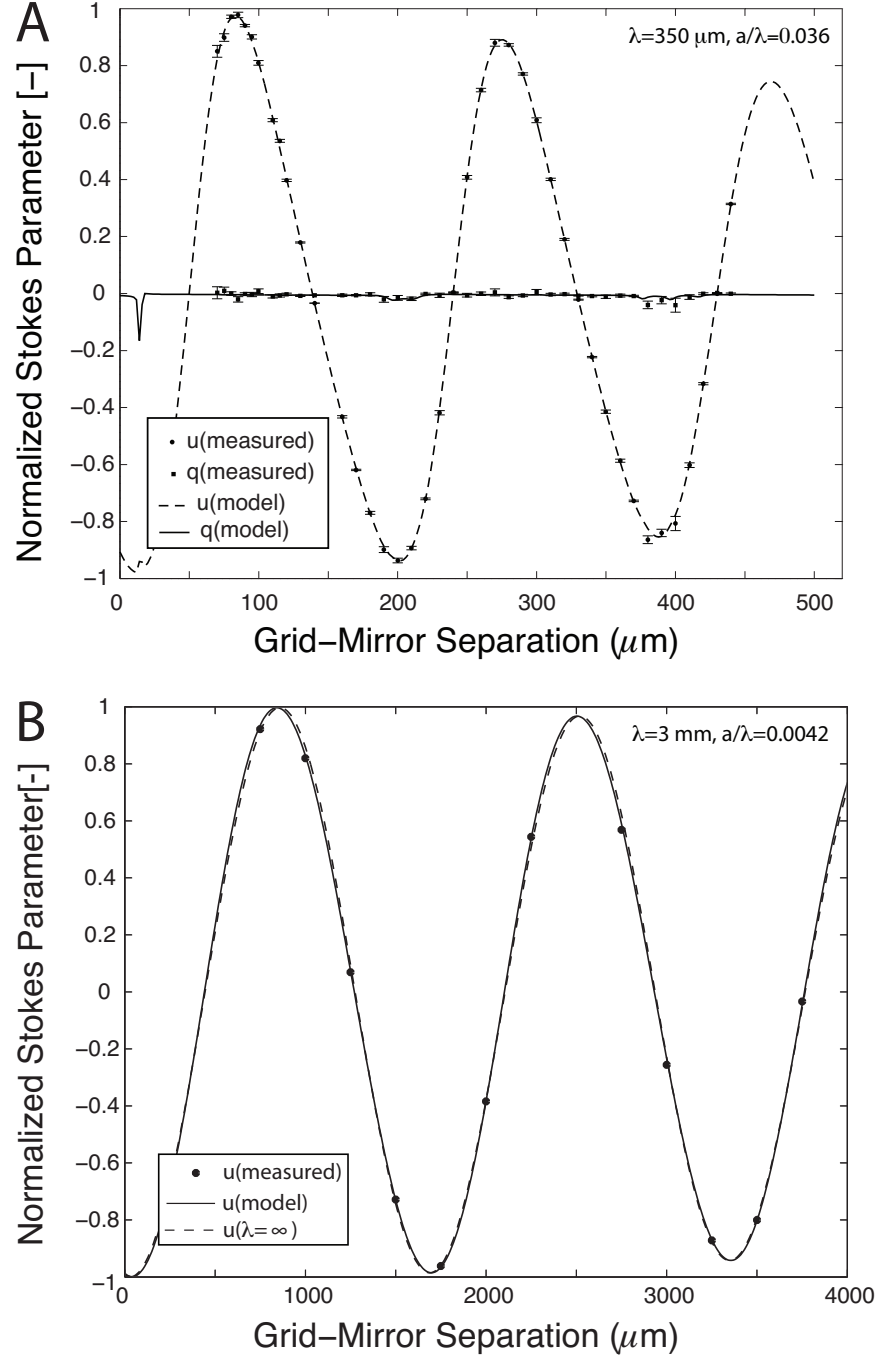 A
λ=350 μm, a/λ=0.036
Normalized Stokes Parameter [−]
1
0.8
0.6
0.4
0.2
0
−0.2
−0.4
−0.6
−0.8
−1
u(measured)
q(measured)
u(model)
q(model)
0 100 200 300 400 500
Grid−Mirror Separation (μm)
B
λ=3 mm, a/λ=0.0042
Normalized Stokes Parameter[-]
1
0.8
0.6
0.4
0.2
0
−0.2
−0.4
−0.6
−0.8
−1
u(measured)
u(model)
u(λ=∞)
0 1000 2000 3000 4000
Grid−Mirror Separation (μm)